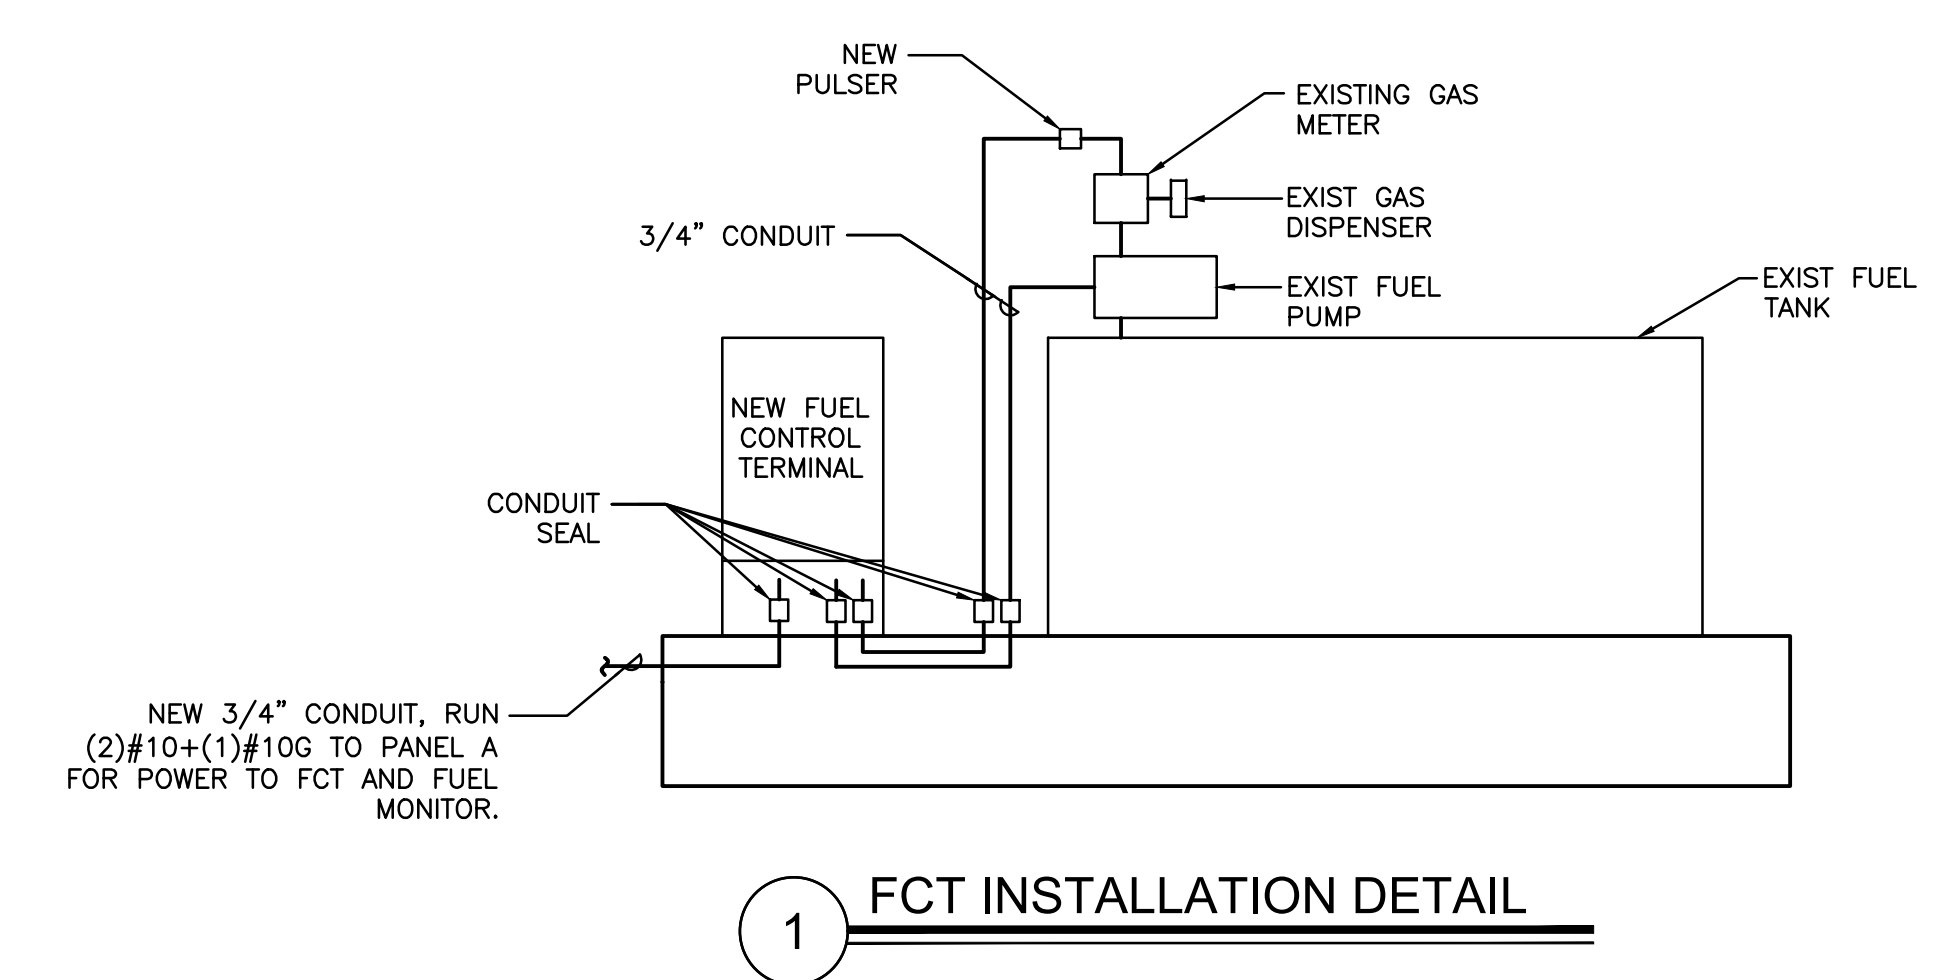 NEW
PULSER
EXISTING GAS
METER
EXIST GAS
DISPENSER
3/4” CONDUIT
EXIST FUEL
PUMP
EXIST FUEL
TANK
NEW FUEL
CONTROL
TERMINAL
CONDUIT
SEAL
NEW 3/4” CONDUIT, RUN
(2)#10+(1)#10G TO PANEL A
FOR POWER TO FCT AND FUEL
MONITOR.
1
FCT INSTALLATION DETAIL